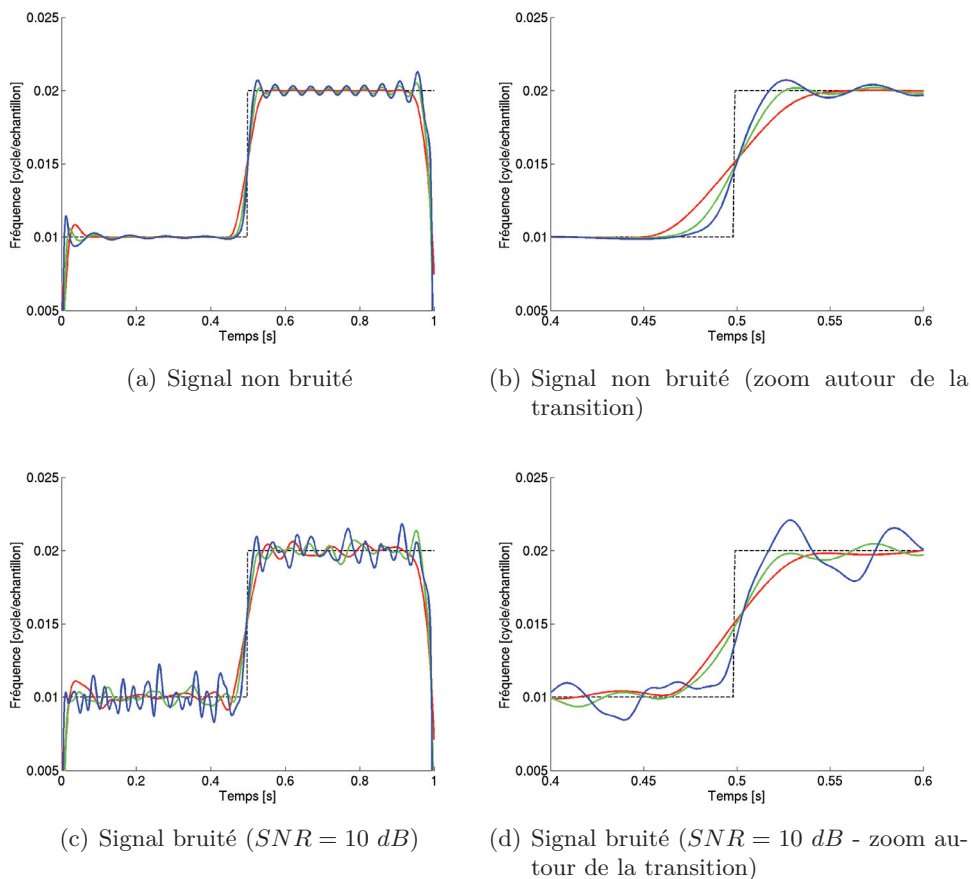 0.025
0.02
0.015
0.01
0.005
Fréquence [cycle/echantillon]
0 0.2 0.4 0.6 0.8 1
Temps [s]
(a) Signal non bruité
0.025
0.02
0.015
0.01
0.005
Fréquence [cycle/echantillon]
0.4 0.45 0.5 0.55 0.6
Temps [s]
(b) Signal non bruité (zoom autour de la
transition)
0.025
0.02
0.015
0.01
0.005
Fréquence [cycle/echantillon]
0 0.2 0.4 0.6 0.8 1
Temps [s]
(c) Signal bruité (SNR = 10 dB)
0.025
0.02
0.015
0.01
0.005
Fréquence [cycle/echantillon]
0.4 0.45 0.5 0.55 0.6
Temps [s]
(d) Signal bruité (SNR = 10 dB - zoom au-
tour de la transition)